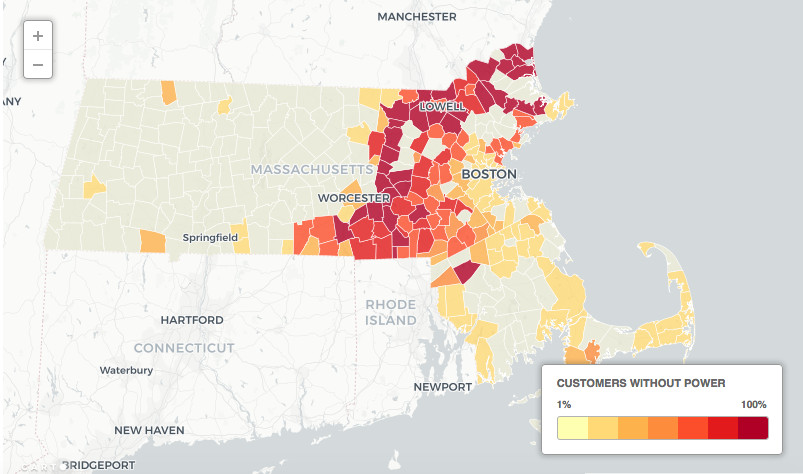 MANCHESTER
+
−
ANY
LOWELL
MASSACHUSETTS
BOSTON
WORCESTER
Springfield
RHODE
ISLAND
HARTFORD
CONNECTICUT
Waterbury
NEWPORT
CUSTOMERS WITHOUT POWER
1% 100%
NEW HAVEN
BRIDGEPORT